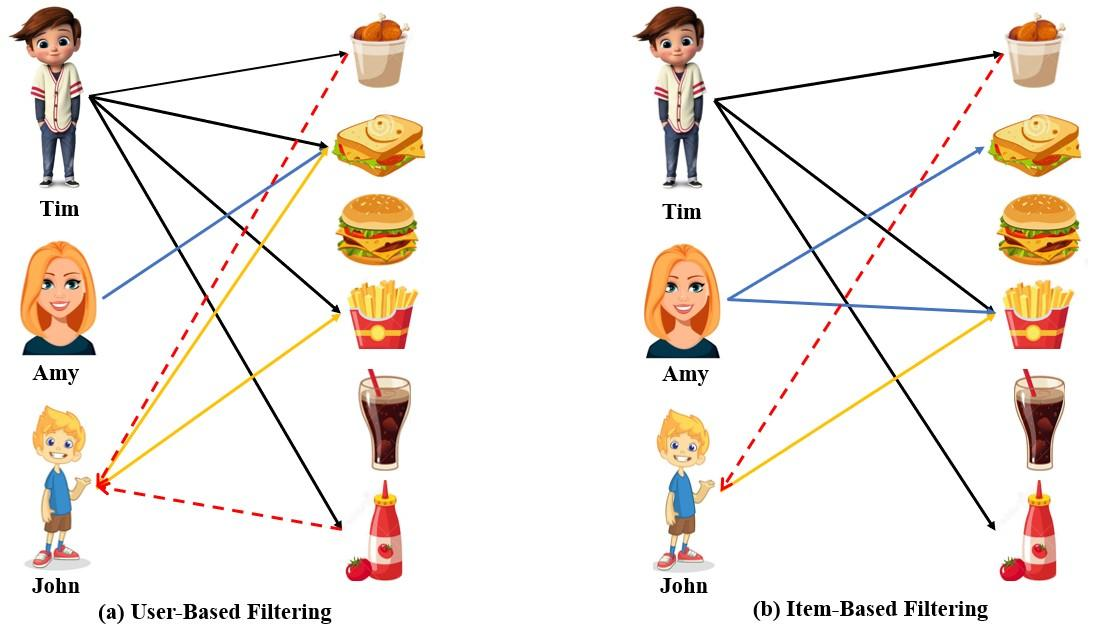 Tim
Amy
John
(a) User-Based Filtering
Tim
Amy
John
(b) Item-Based Filtering